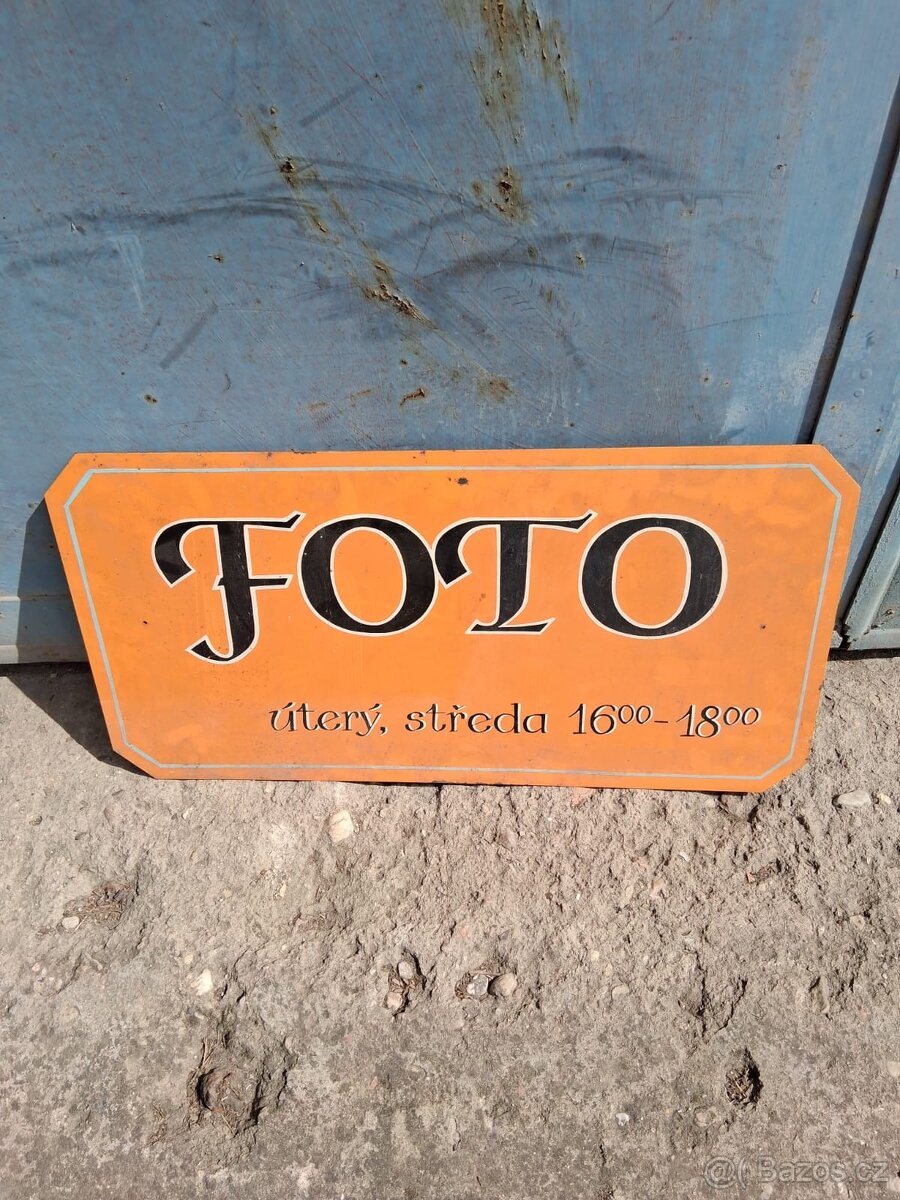 FOTO
úterý, středa 16⁰⁰-18⁰⁰
@( Bazos.cz